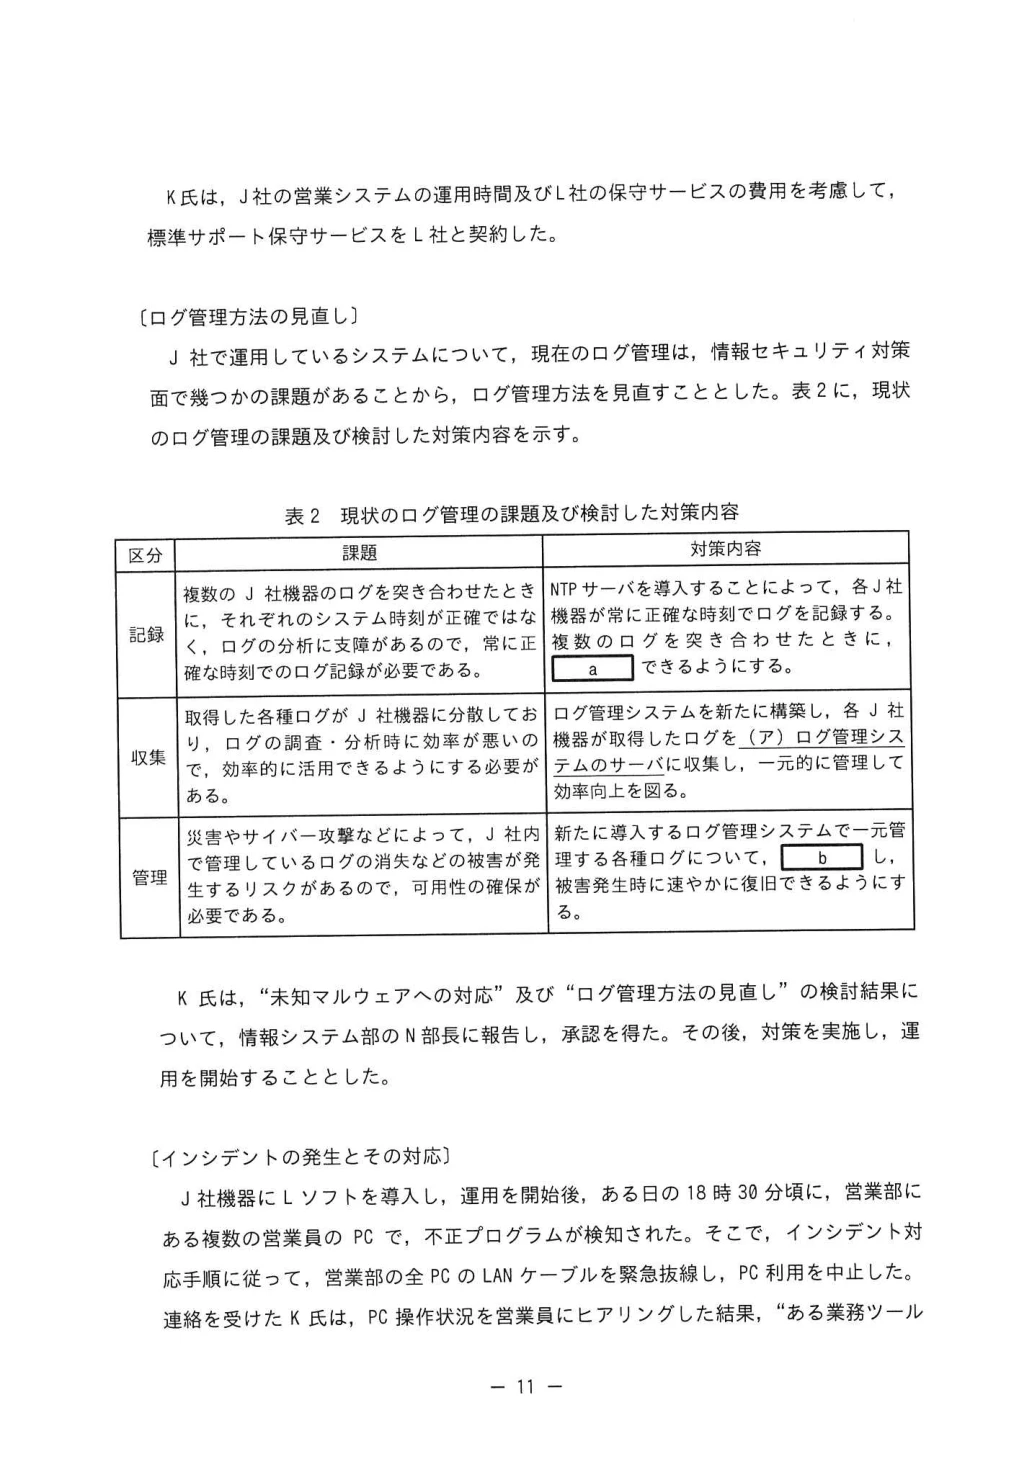 K氏は，J社の営業システムの運用時間及びL社の保守サービスの費用を考慮して，
標準サポート保守サービスをL社と契約した。
〔ログ管理方法の見直し〕
J社で運用しているシステムについて，現在のログ管理は，情報セキュリティ対策
面で幾つかの課題があることから，ログ管理方法を見直すこととした。表2に，現状
のログ管理の課題及び検討した対策内容を示す。
表2　現状のログ管理の課題及び検討した対策内容
区分
課題
対策内容
記録
複数のJ社機器のログを突き合わせたとき
に，それぞれのシステム時刻が正確ではな
く，ログの分析に支障があるので，常に正
確な時刻でのログ記録が必要である。
NTPサーバを導入することによって，各J社
機器が常に正確な時刻でログを記録する。
複数のログを突き合わせたときに，
a できるようにする。
収集
取得した各種ログがJ社機器に分散してお
り，ログの調査・分析時に効率が悪いの
で，効率的に活用できるようにする必要が
ある。
ログ管理システムを新たに構築し，各J社
機器が取得したログを（ア）ログ管理シス
テムのサーバに収集し，一元的に管理して
効率向上を図る。
管理
災害やサイバー攻撃などによって，J社内
で管理しているログの消失などの被害が発
生するリスクがあるので，可用性の確保が
必要である。
新たに導入するログ管理システムで一元管
理する各種ログについて， b し，
被害発生時に速やかに復旧できるようにす
る。
K氏は，“未知マルウェアへの対応”及び“ログ管理方法の見直し”の検討結果に
ついて，情報システム部のN部長に報告し，承認を得た。その後，対策を実施し，運
用を開始することとした。
〔インシデントの発生とその対応〕
J社機器にLソフトを導入し，運用を開始後，ある日の18時30分頃に，営業部に
ある複数の営業員のPCで，不正プログラムが検知された。そこで，インシデント対
応手順に従って，営業部の全PCのLANケーブルを緊急抜線し，PC利用を中止した。
連絡を受けたK氏は，PC操作状況を営業員にヒアリングした結果，“ある業務ツール
－ 11 －